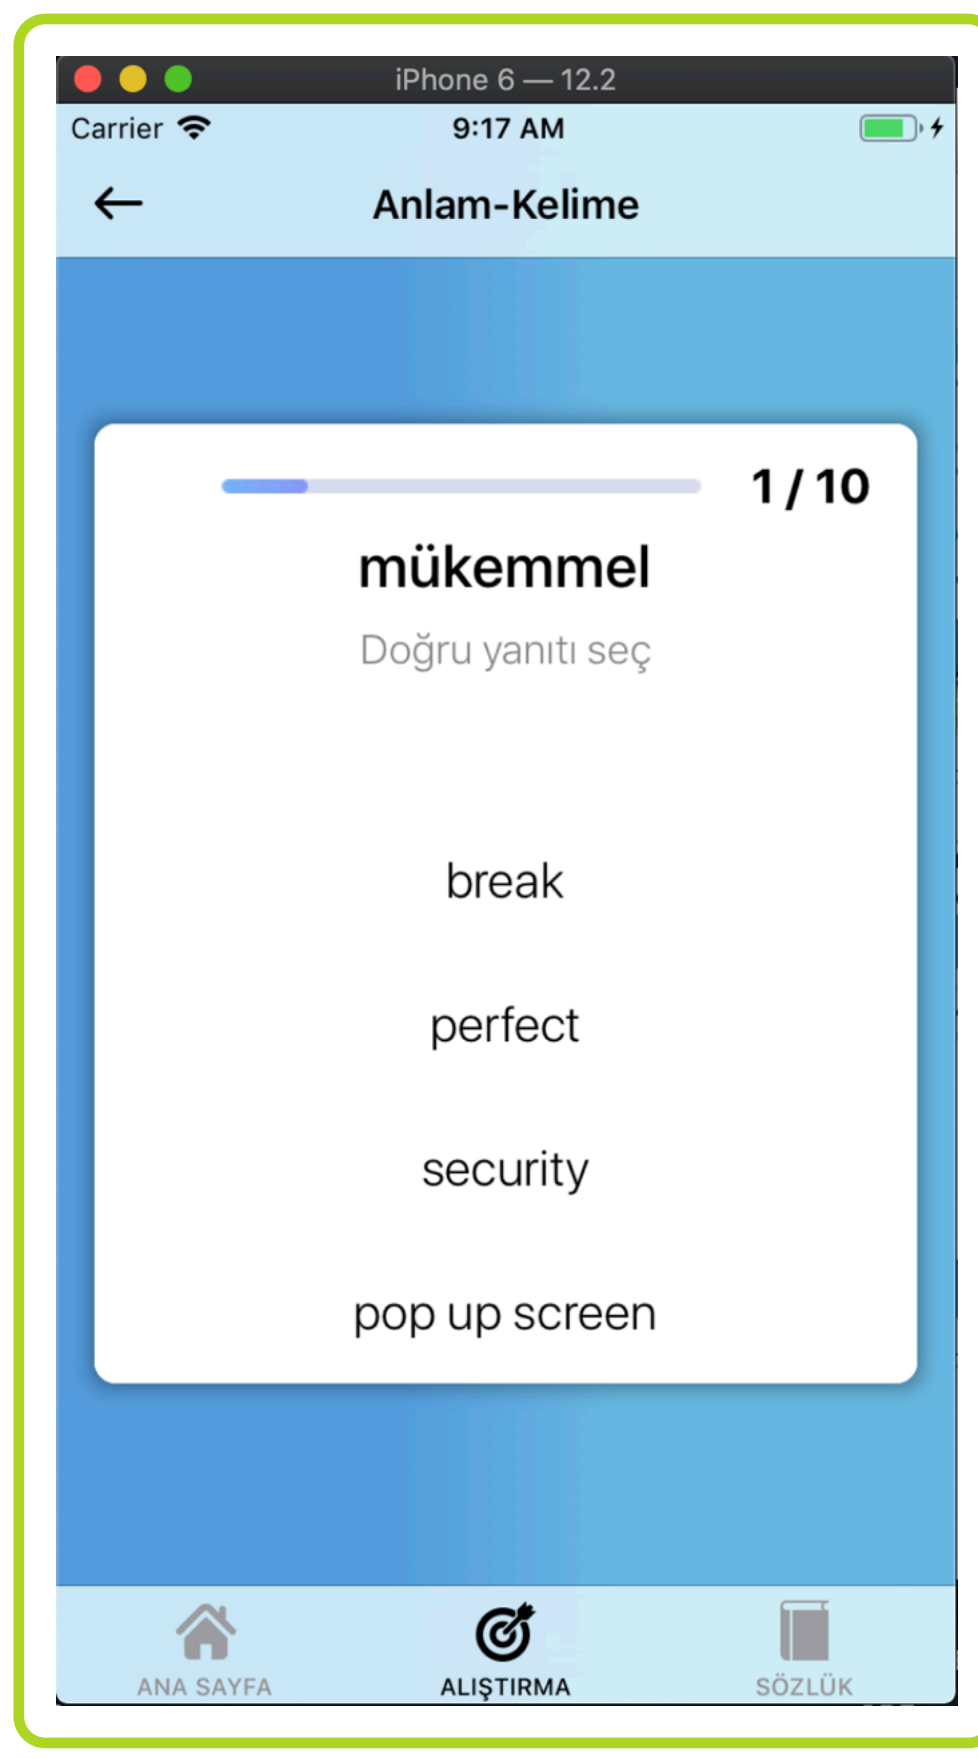 iPhone 6 — 12.2
Carrier 9:17 AM
Anlam-Kelime
1 / 10
mükemmel
Doğru yanıtı seç
break
perfect
security
pop up screen
ANA SAYFA ALIŞTIRMA SÖZLÜK